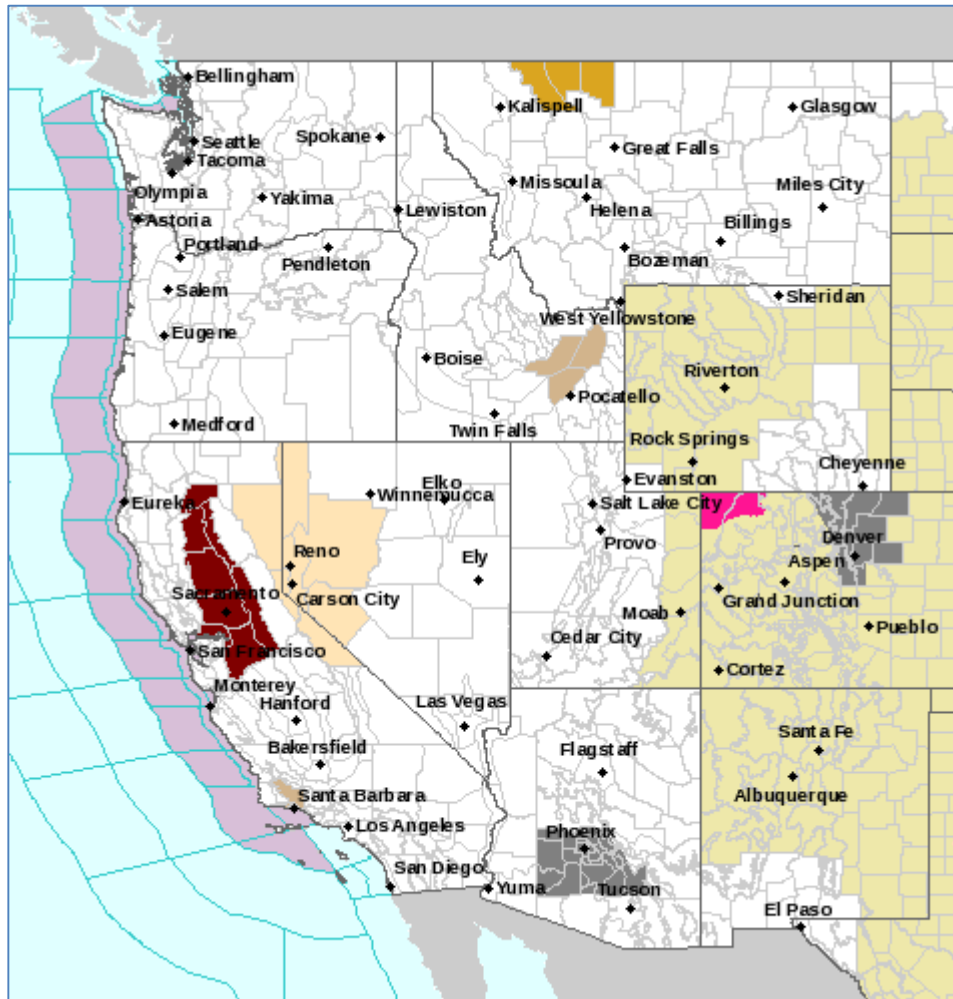 Bellingham
Kalispell
Glasgow
Seattle
Spokane
Great Falls
Tacoma
Missoula
Miles City
Olympia
Yakima
Helena
Lewiston
Astoria
Billings
Portland
Pendleton
Bozeman
Salem
Sheridan
West Yellowstone
Eugene
Boise
Riverton
Pocatello
Medford
Twin Falls
Rock Springs
Cheyenne
Elko
Evanston
Eureka
Winnemucca
Salt Lake City
Denver
Provo
Reno
Ely
Aspen
Sacramento
Carson City
Grand Junction
Moab
Pueblo
Cedar City
San Francisco
Cortez
Monterey
Hanford
Las Vegas
Santa Fe
Flagstaff
Bakersfield
Albuquerque
Santa Barbara
Los Angeles
Phoenix
San Diego
Yuma
Tucson
El Paso